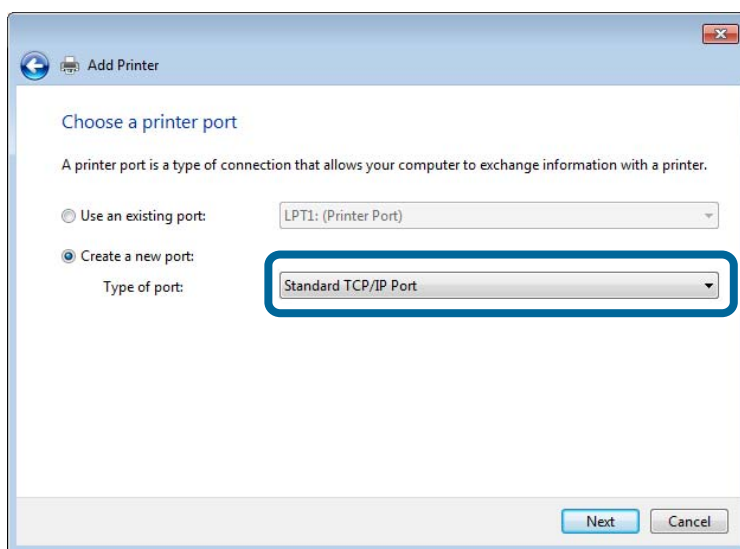 Add Printer
Choose a printer port
A printer port is a type of connection that allows your computer to exchange information with a printer.
Use an existing port: LPT1: (Printer Port)
Create a new port:
Type of port: Standard TCP/IP Port
Next Cancel